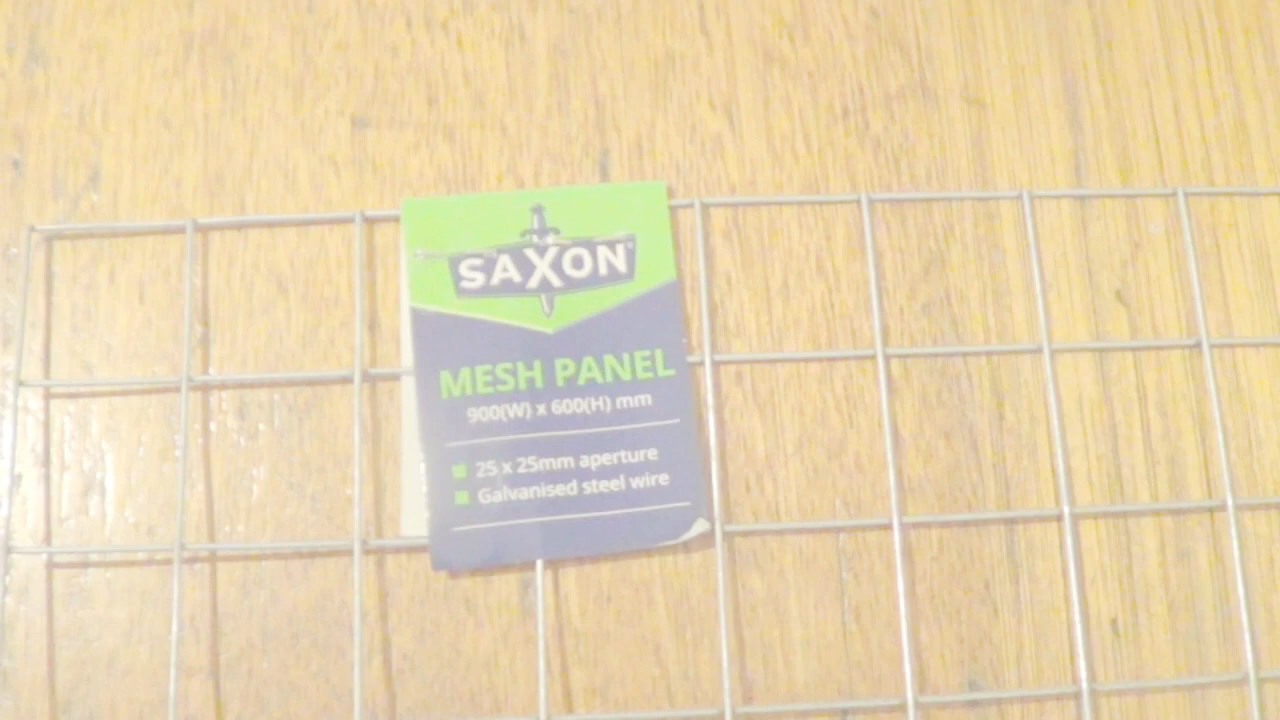 SAXON
MESH PANEL
900(W) x 600(H) mm
25 x 25mm aperture
Galvanised steel wire